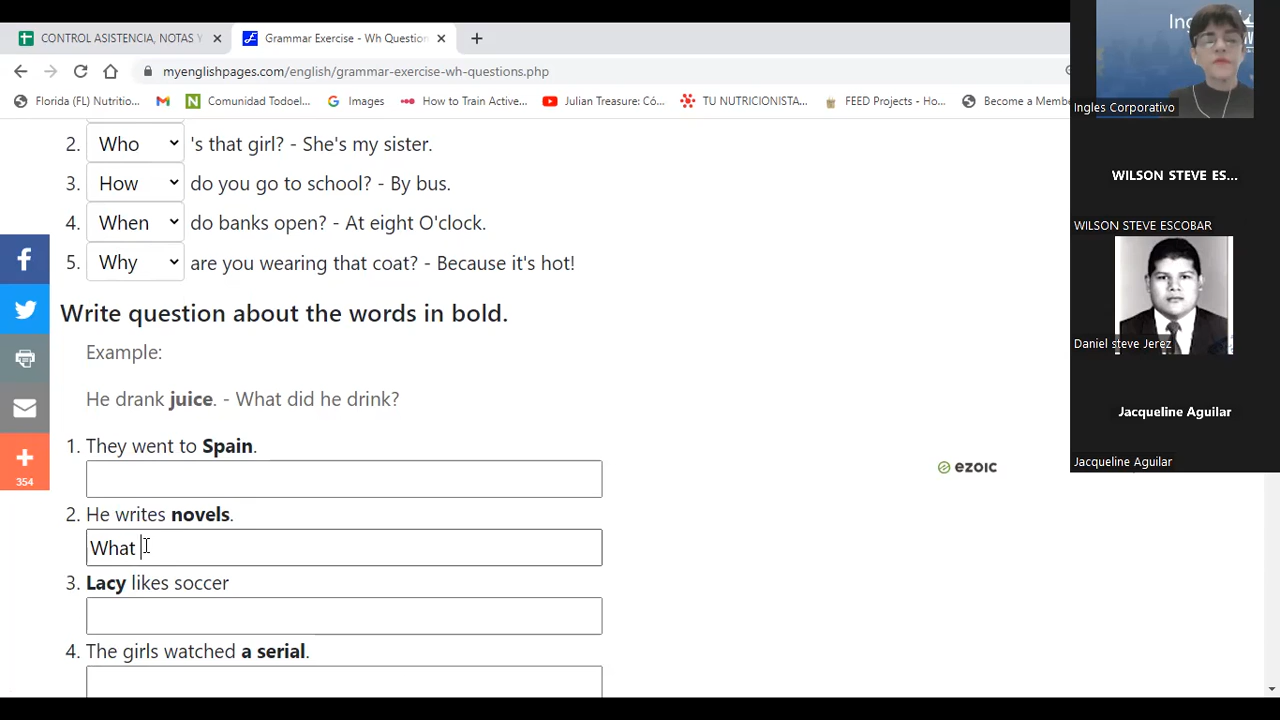 CONTROL ASISTENCIA, NOTAS Y
Grammar Exercise - Wh Question
myenglishpages.com/english/grammar-exercise-wh-questions.php
Florida (FL) Nutritio...
Comunidad Todoel...
Images
How to Train Active...
Julian Treasure: Có...
TU NUTRICIONISTA...
FEED Projects - Ho...
Become a Membe
2. Who 's that girl? - She's my sister.
3. How do you go to school? - By bus.
4. When do banks open? - At eight O'clock.
5. Why are you wearing that coat? - Because it's hot!
Write question about the words in bold.
Example:
He drank juice. - What did he drink?
1. They went to Spain.
2. He writes novels.
What
3. Lacy likes soccer
4. The girls watched a serial.
354
ezoic
Ing
Ingles Corporativo
WILSON STEVE ES...
WILSON STEVE ESCOBAR
Daniel steve Jerez
Jacqueline Aguilar
Jacqueline Aguilar